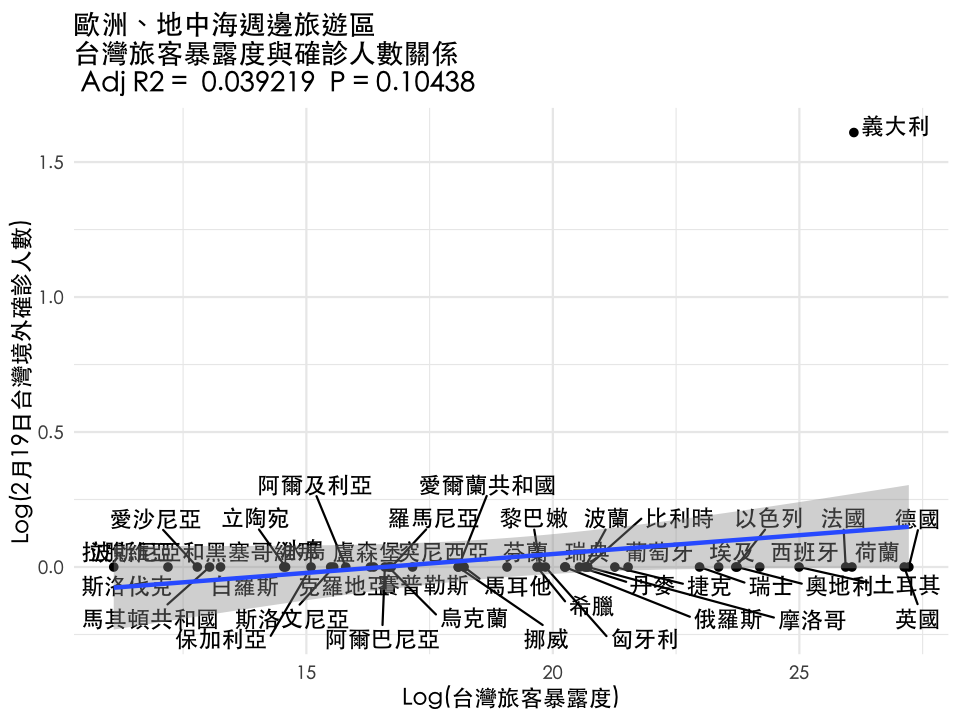 歐洲、地中海週邊旅遊區
台灣旅客暴露度與確診人數關係
Adj R2 = 0.039219 P = 0.10438
Log(2月19日台灣境外確診人數)
1.5
1.0
0.5
0.0
義大利
阿爾及利亞
愛爾蘭共和國
愛沙尼亞
立陶宛
羅馬尼亞
黎巴嫩
波蘭
比利時
以色列
法國
德國
盧森堡
突尼西亞
芬蘭
瑞典
葡萄牙
埃及
西班牙
荷蘭
斯洛伐克
白羅斯
克羅地亞
賽普勒斯
馬耳他
丹麥
捷克
瑞士
奧地利
土耳其
馬其頓共和國
斯洛文尼亞
烏克蘭
希臘
俄羅斯
摩洛哥
英國
保加利亞
阿爾巴尼亞
挪威
匈牙利
15
20
25
Log(台灣旅客暴露度)